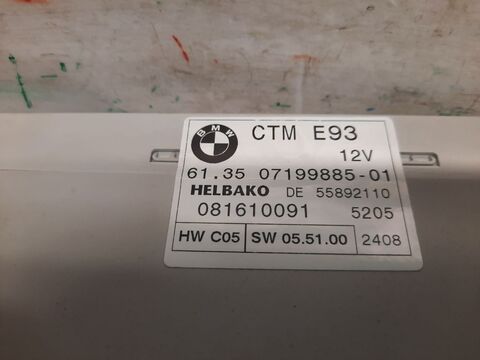 BMW
CTM E93
12V
61.35 07199885-01
HELBAKO DE 55892110
081610091 5205
HW C05 SW 05.51.00 2408